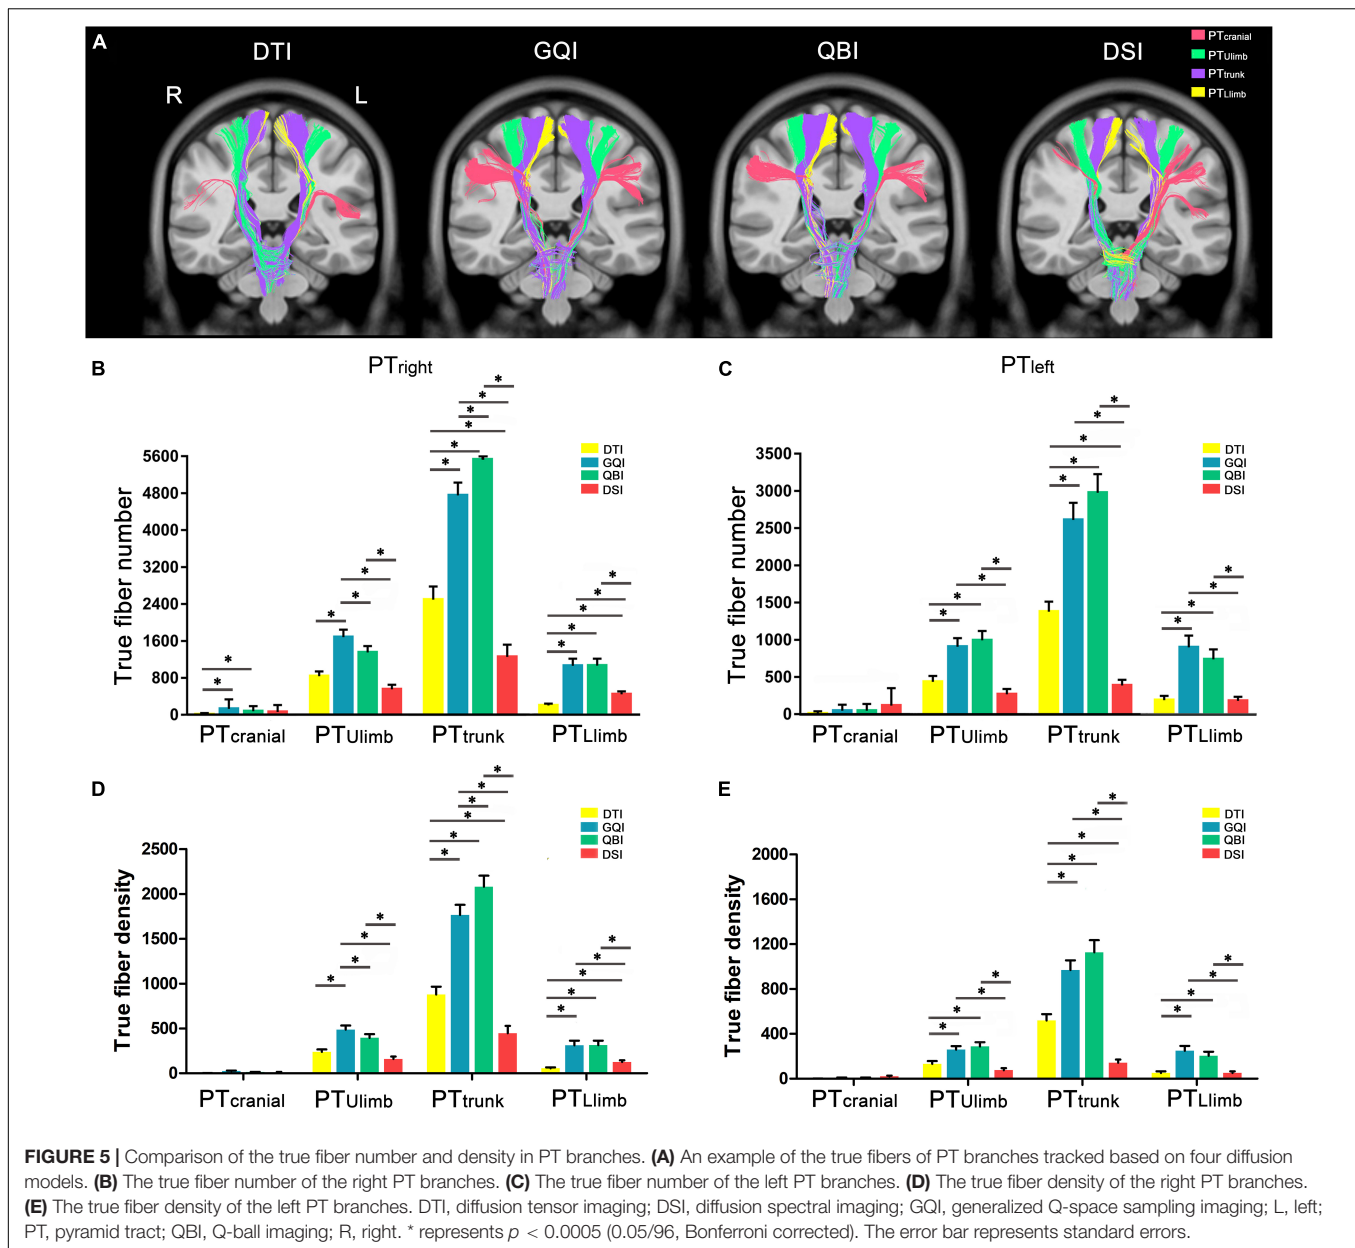 A
DTI
GQI
QBI
DSI
PTcranial
PTUlimb
PTtrunk
PTLlimb
R
L
B
PTright
* * * * * *
* * *
* * * *
* * * * *
DTI
GQI
QBI
DSI
True fiber number
5600
4800
4000
3200
2400
1600
800
0
PTcranial
PTUlimb
PTtrunk
PTLlimb
C
PTleft
DTI
GQI
QBI
DSI
True fiber number
3500
3000
2500
2000
1500
1000
500
0
PTcranial
PTUlimb
PTtrunk
PTLlimb
D
DTI
GQI
QBI
DSI
True fiber density
2500
2000
1500
1000
500
0
PTcranial
PTUlimb
PTtrunk
PTLlimb
E
DTI
GQI
QBI
DSI
True fiber density
2000
1600
1200
800
400
0
PTcranial
PTUlimb
PTtrunk
PTLlimb
FIGURE 5 | Comparison of the true fiber number and density in PT branches. (A) An example of the true fibers of PT branches tracked based on four diffusion
models. (B) The true fiber number of the right PT branches. (C) The true fiber number of the left PT branches. (D) The true fiber density of the right PT branches.
(E) The true fiber density of the left PT branches. DTI, diffusion tensor imaging; DSI, diffusion spectral imaging; GQI, generalized Q-space sampling imaging; L, left;
PT, pyramid tract; QBI, Q-ball imaging; R, right. * represents p < 0.0005 (0.05/96, Bonferroni corrected). The error bar represents standard errors.